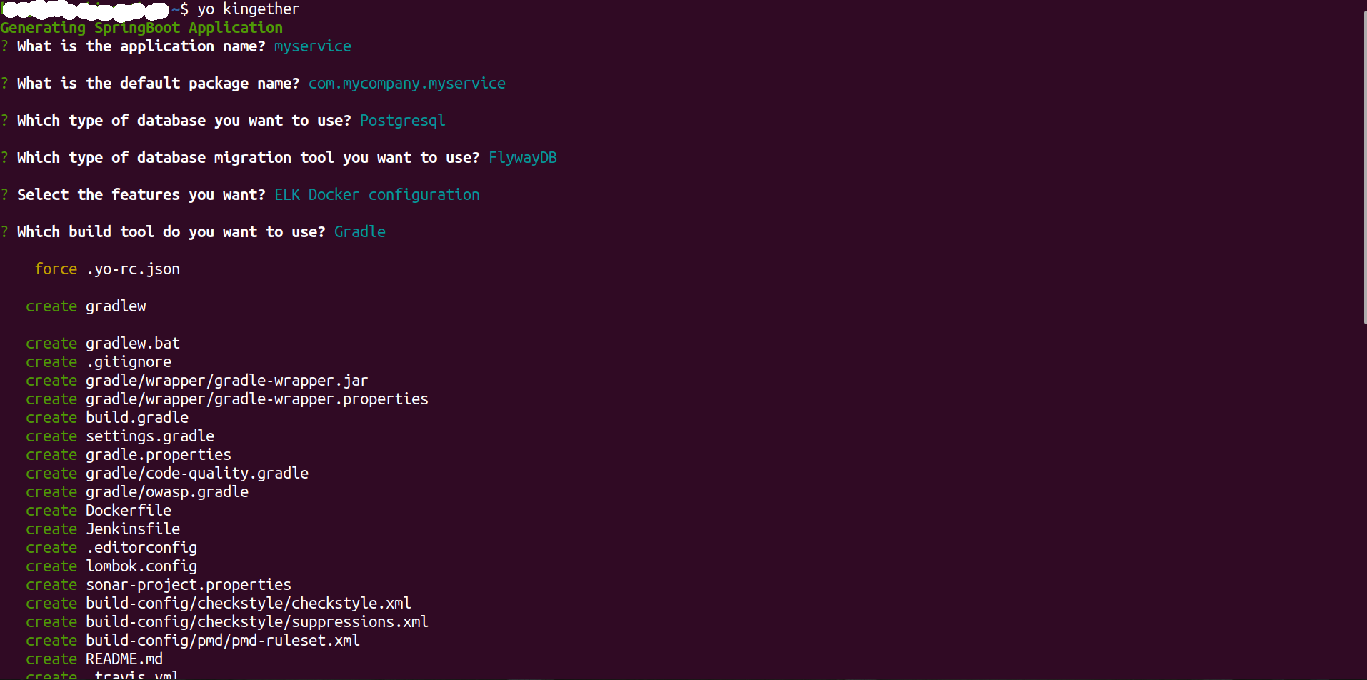 ~$ yo kingether
Generating SpringBoot Application
? What is the application name? myservice
? What is the default package name? com.mycompany.myservice
? Which type of database you want to use? Postgresql
? Which type of database migration tool you want to use? FlywayDB
? Select the features you want? ELK Docker configuration
? Which build tool do you want to use? Gradle
force .yo-rc.json
create gradlew
create gradlew.bat
create .gitignore
create gradle/wrapper/gradle-wrapper.jar
create gradle/wrapper/gradle-wrapper.properties
create build.gradle
create settings.gradle
create gradle.properties
create gradle/code-quality.gradle
create gradle/owasp.gradle
create Dockerfile
create Jenkinsfile
create .editorconfig
create lombok.config
create sonar-project.properties
create build-config/checkstyle/checkstyle.xml
create build-config/checkstyle/suppressions.xml
create build-config/pmd/pmd-ruleset.xml
create README.md
create .travis.yml